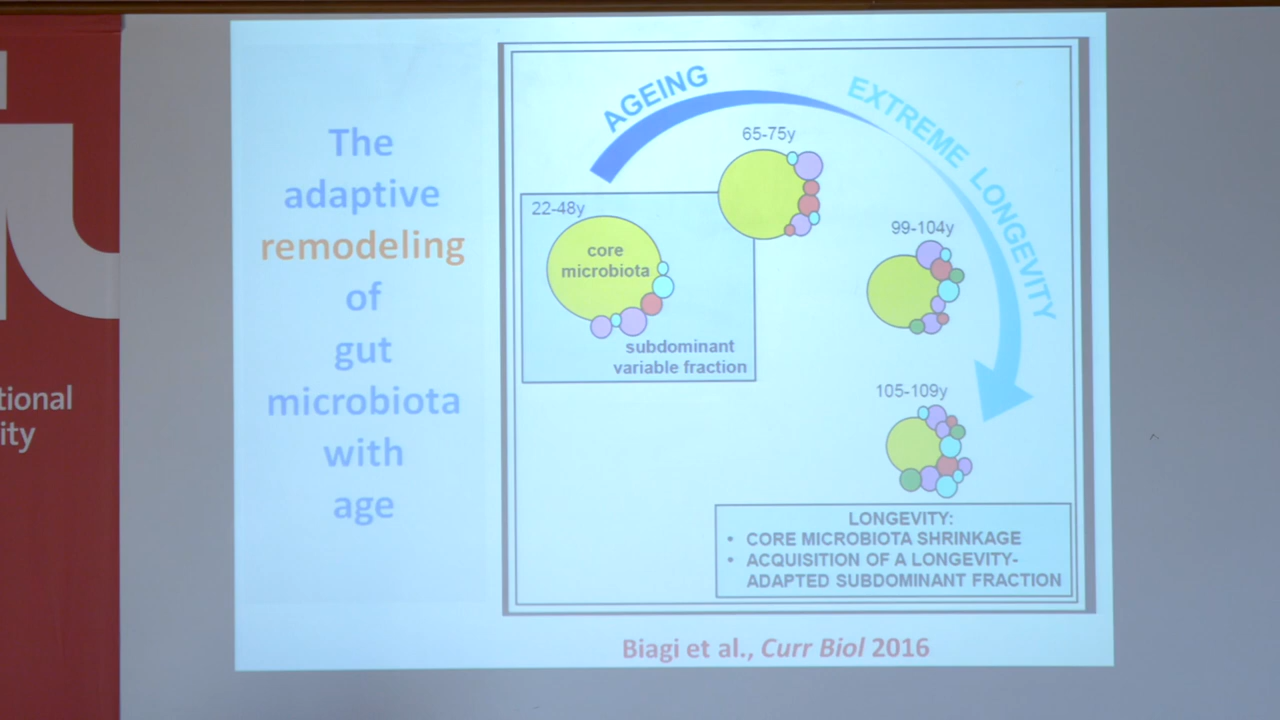 The
adaptive
remodeling
of
gut
microbiota
with
age
AGEING
EXTREME LONGEVITY
65-75y
22-48y
core
microbiota
subdominant
variable fraction
99-104y
105-109y
LONGEVITY:
• CORE MICROBIOTA SHRINKAGE
• ACQUISITION OF A LONGEVITY-
ADAPTED SUBDOMINANT FRACTION
Biagi et al., Curr Biol 2016
tional
ity